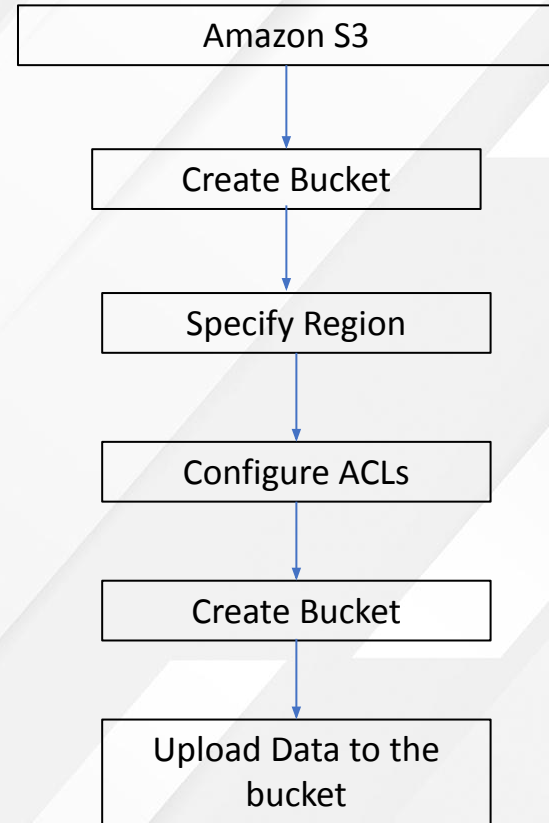 Amazon S3
Create Bucket
Specify Region
Configure ACLs
Create Bucket
Upload Data to the
bucket